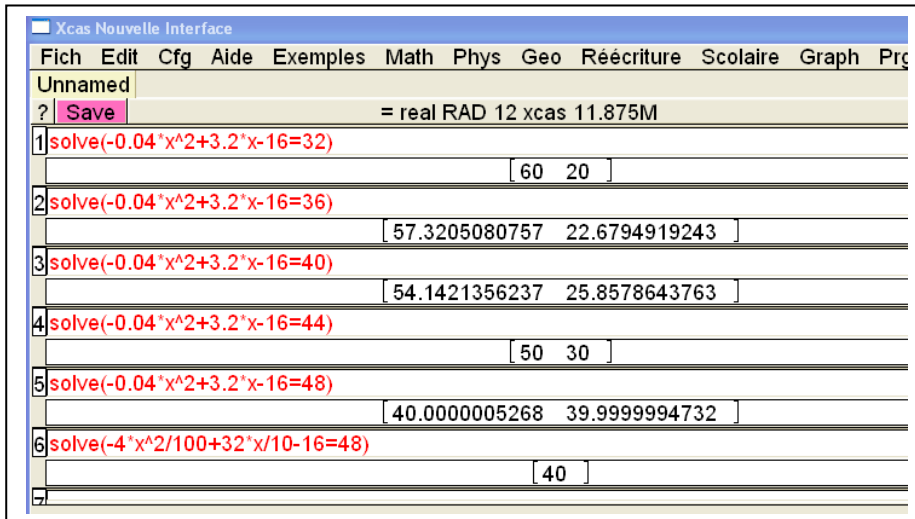 Xcas Nouvelle Interface
Fich Edit Cfg Aide Exemples Math Phys Geo Réécriture Scolaire Graph Prg
Unnamed
? Save = real RAD 12 xcas 11.875M
1 solve(-0.04*x^2+3.2*x-16=32)
[ 60 20 ]
2 solve(-0.04*x^2+3.2*x-16=36)
[ 57.3205080757 22.6794919243 ]
3 solve(-0.04*x^2+3.2*x-16=40)
[ 54.1421356237 25.8578643763 ]
4 solve(-0.04*x^2+3.2*x-16=44)
[ 50 30 ]
5 solve(-0.04*x^2+3.2*x-16=48)
[ 40.0000005268 39.9999994732 ]
6 solve(-4*x^2/100+32*x/10-16=48)
[ 40 ]
7